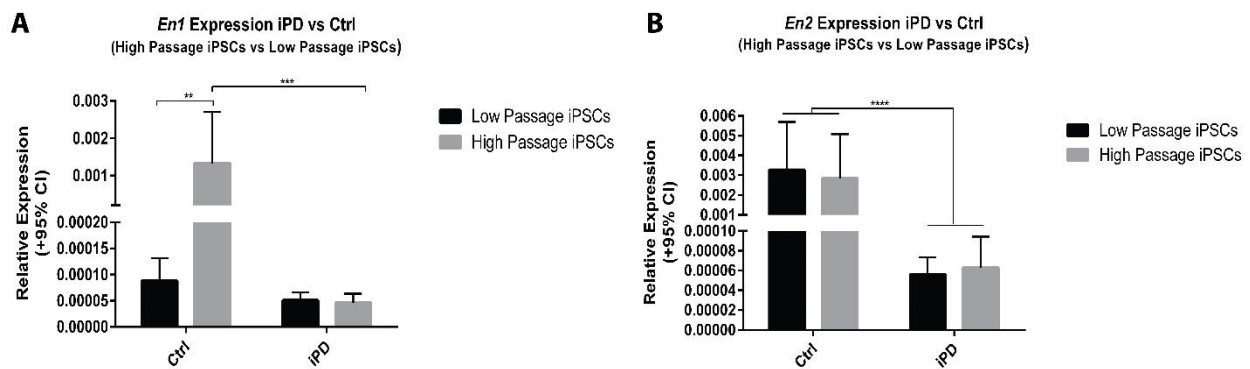 A
En1 Expression iPD vs Ctrl
(High Passage iPSCs vs Low Passage iPSCs)
***
**
0.003
0.002
0.001
0.00020
0.00015
0.00010
0.00005
0.00000
Relative Expression
(+95% CI)
Ctrl
iPD
Low Passage iPSCs
High Passage iPSCs
B
En2 Expression iPD vs Ctrl
(High Passage iPSCs vs Low Passage iPSCs)
****
0.006
0.005
0.004
0.003
0.002
0.001
0.00010
0.00008
0.00006
0.00004
0.00002
0.00000
Relative Expression
(+95% CI)
Ctrl
iPD
Low Passage iPSCs
High Passage iPSCs